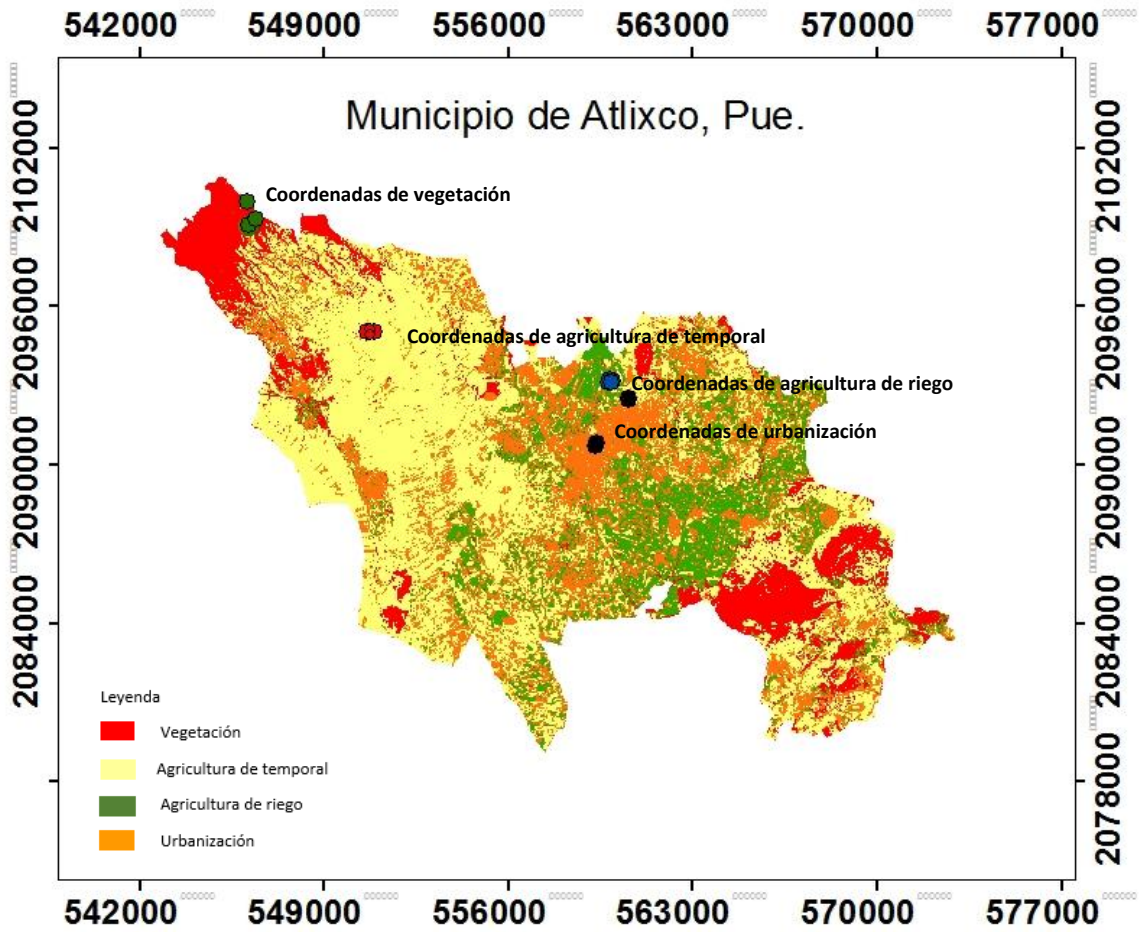 542000 549000 556000 563000 570000 577000
Municipio de Atlixco, Pue.
2102000
2102000
Coordenadas de vegetación
2096000
2096000
Coordenadas de agricultura de temporal
Coordenadas de agricultura de riego
Coordenadas de urbanización
2090000
2090000
2084000
2084000
Leyenda
Vegetación
Agricultura de temporal
2078000
Agricultura de riego
Urbanización
542000 549000 556000 563000 570000 577000